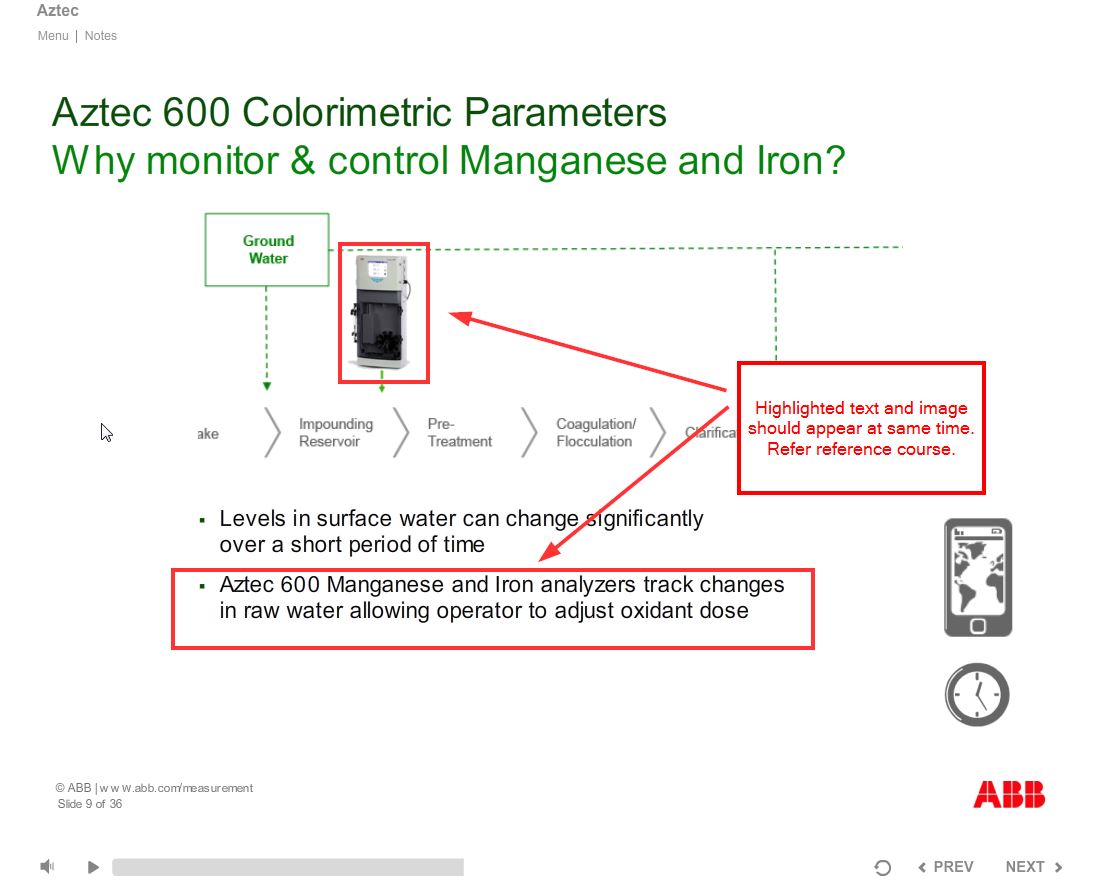 Aztec
Menu | Notes
Aztec 600 Colorimetric Parameters
Why monitor & control Manganese and Iron?
Ground
Water
ake
Impounding
Reservoir
Pre-
Treatment
Coagulation/
Flocculation
Clarifica
Highlighted text and image
should appear at same time.
Refer reference course.
▪ Levels in surface water can change significantly
over a short period of time
▪ Aztec 600 Manganese and Iron analyzers track changes
in raw water allowing operator to adjust oxidant dose
© ABB | www.abb.com/measurement
Slide 9 of 36
ABB
PREV
NEXT